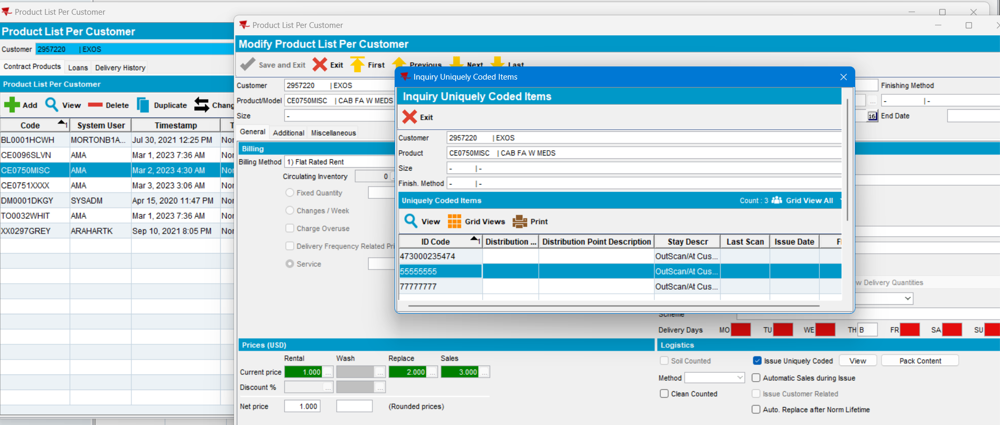 Product List Per Customer
Product List Per Customer
Customer 2957220 | EXOS
Contract Products Loans Delivery History
Product List Per Customer
Add View Delete Duplicate Chang
Code 1 System User Timestamp T
BL0001HCWH MORTONB1A... Jul 30, 2021 12:25 PM Nor
CE0096SLVN AMA Mar 1, 2023 7:36 AM Nor
CE0750MISC AMA Mar 2, 2023 4:30 AM Nor
CE0751XXXX AMA Mar 3, 2023 3:06 AM Nor
DM0001DKGY SYSADM Apr 15, 2020 11:47 PM Nor
TO0032WHIT AMA Mar 1, 2023 7:36 AM Nor
XX0297GREY ARAHARTK Sep 10, 2021 8:05 PM Nor
Product List Per Customer
Modify Product List Per Customer
Save and Exit Exit First Previous Next Last
Customer 2957220 | EXOS
Product/Model CE0750MISC | CAB FA W MEDS
Size -
Finishing Method
- | -
16 End Date
General Additional Miscellaneous
Billing
Billing Method 1) Flat Rated Rent
Circulating Inventory 0 ...
Fixed Quantity
Changes / Week
Charge Overuse
Delivery Frequency Related Pri
Service
Inquiry Uniquely Coded Items
Inquiry Uniquely Coded Items
Exit
Customer 2957220 | EXOS
Product CE0750MISC | CAB FA W MEDS
Size - | -
Finish. Method - | -
Uniquely Coded Items Count : 3 Grid View All
View Grid Views Print
ID Code 1 Distribution ... Distribution Point Description Stay Descr Last Scan Issue Date Fi
473000235474 OutScan/At Cus...
55555555 OutScan/At Cus...
77777777 OutScan/At Cus...
w Delivery Quantities
Scheme
Delivery Days MO TU WE TH B FR SA SU
Prices (USD)
Rental Wash Replace Sales
Current price 1.000 ... ... 2.000 ... 3.000 ...
Discount % ... ...
Net price 1.000 (Rounded prices)
Logistics
Soil Counted Issue Uniquely Coded View Pack Content
Method Automatic Sales during Issue
Clean Counted Issue Customer Related
Auto. Replace after Norm Lifetime